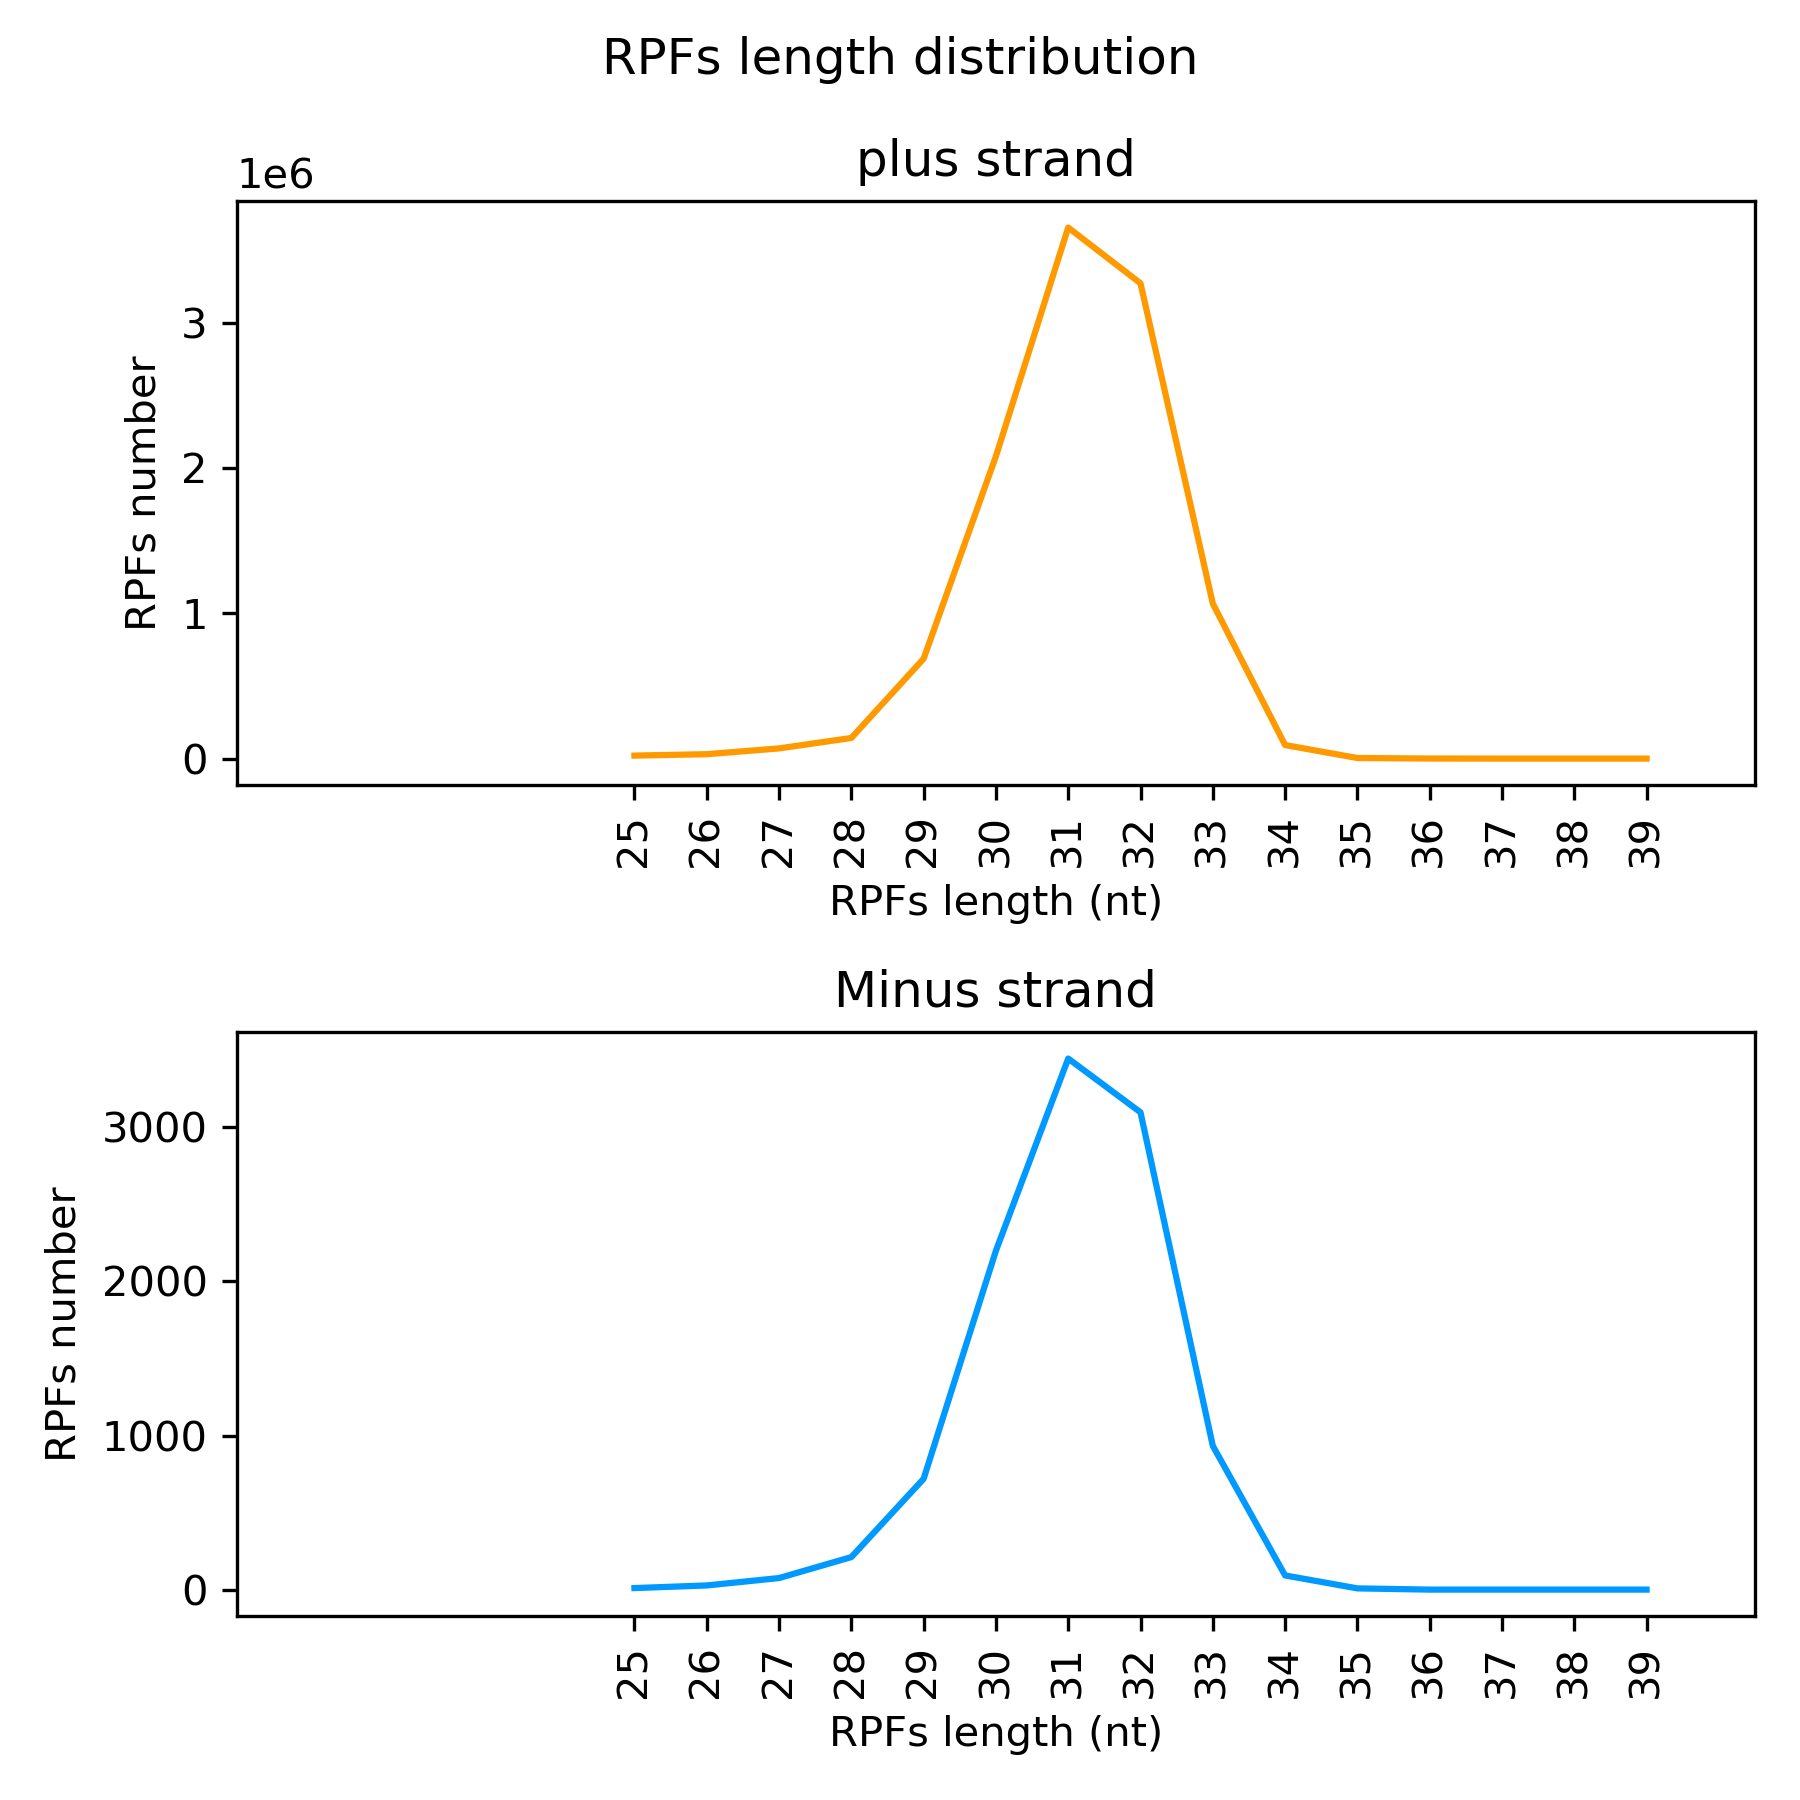 RPFs length distribution
plus strand
1e6
3
2
1
0
RPFs number
25 26 27 28 29 30 31 32 33 34 35 36 37 38 39
RPFs length (nt)
Minus strand
3000
2000
1000
0
RPFs number
25 26 27 28 29 30 31 32 33 34 35 36 37 38 39
RPFs length (nt)